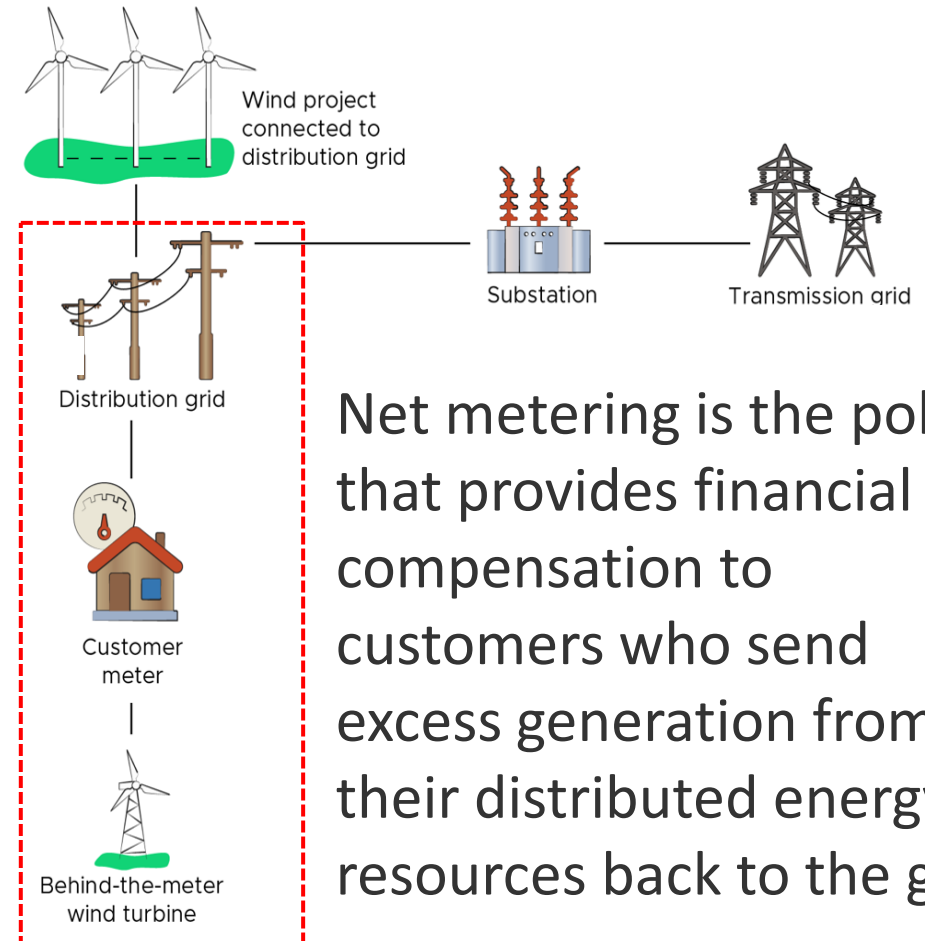 Wind project
connected to
distribution grid
Substation
Transmission grid
Distribution grid
Net metering is the
that provides financial
compensation to
customers who send
excess generation from
their distributed energy
resources back to the
Customer
meter
Behind-the-meter
wind turbine